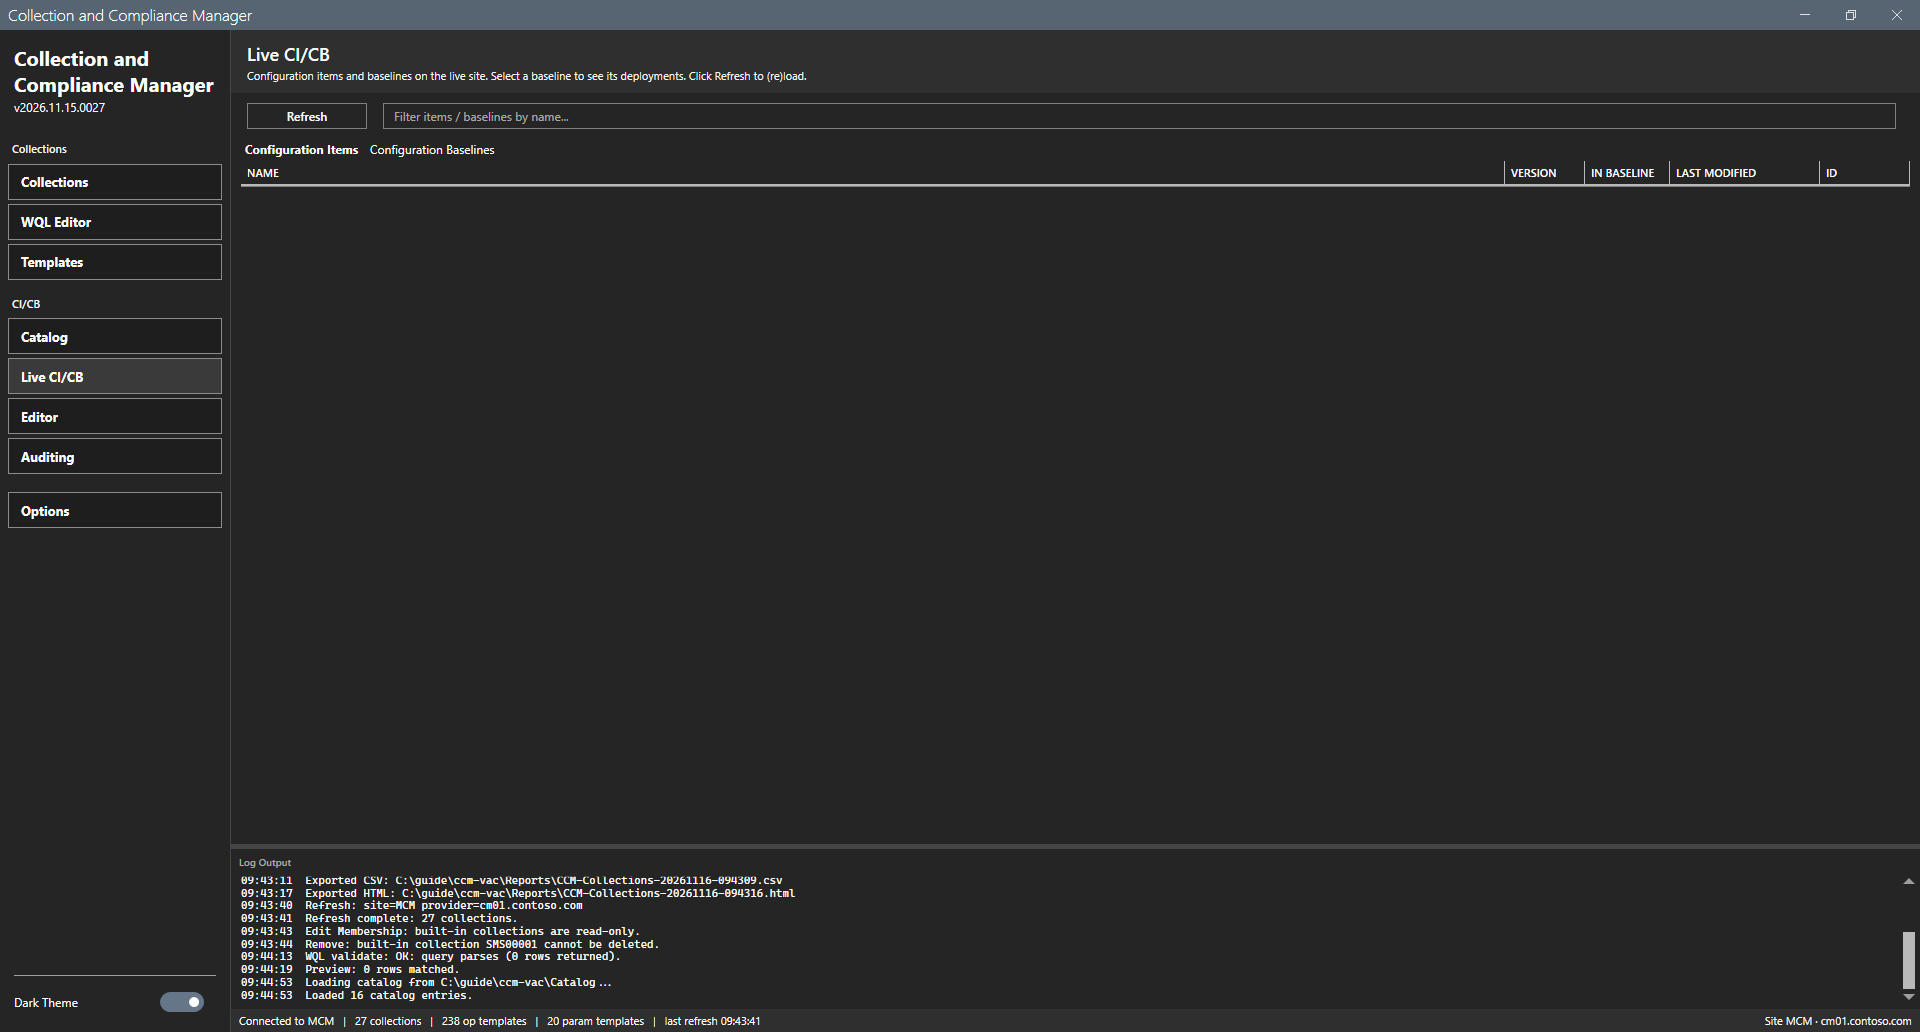 Collection and Compliance Manager
Collection and
Compliance Manager
v2026.11.15.0027
Collections
Collections
WQL Editor
Templates
CI/CB
Catalog
Live CI/CB
Editor
Auditing
Options
Dark Theme
Live CI/CB
Configuration items and baselines on the live site. Select a baseline to see its deployments. Click Refresh to (re)load.
Refresh
Filter items / baselines by name...
Configuration Items Configuration Baselines
NAME VERSION IN BASELINE LAST MODIFIED ID
Log Output
09:43:11 Exported CSV: C:\guide\ccm-vac\Reports\CCM-Collections-20261116-094309.csv
09:43:17 Exported HTML: C:\guide\ccm-vac\Reports\CCM-Collections-20261116-094316.html
09:43:40 Refresh: site=MCM provider=cm01.contoso.com
09:43:41 Refresh complete: 27 collections.
09:43:43 Edit Membership: built-in collections are read-only.
09:43:44 Remove: built-in collection SMS00001 cannot be deleted.
09:44:13 WQL validate: OK: query parses (0 rows returned).
09:44:19 Preview: 0 rows matched.
09:44:53 Loading catalog from C:\guide\ccm-vac\Catalog...
09:44:53 Loaded 16 catalog entries.
Connected to MCM | 27 collections | 238 op templates | 20 param templates | last refresh 09:43:41
Site MCM · cm01.contoso.com